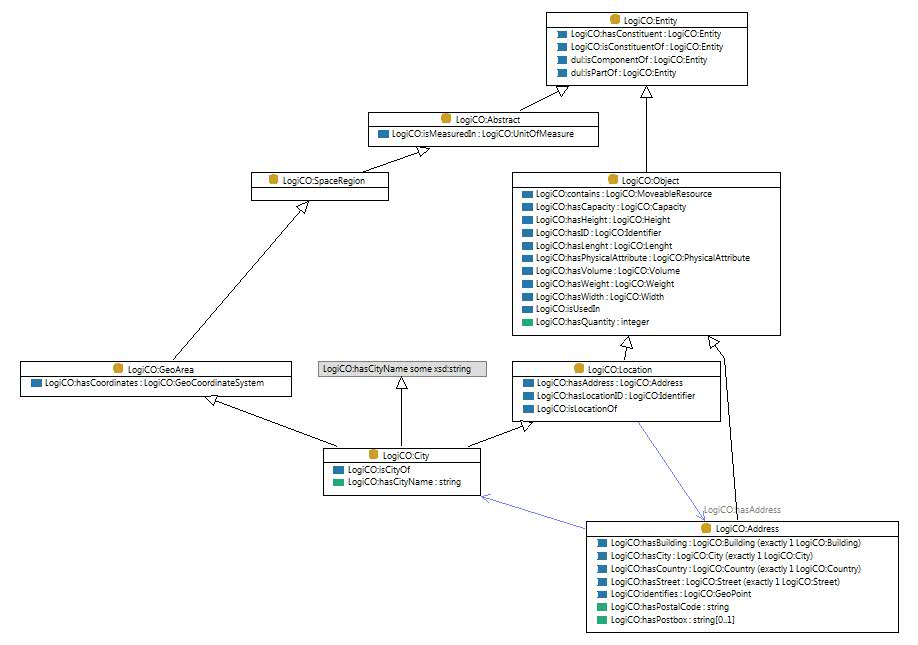 LogiCO:Entity
LogiCO:hasConstituent : LogiCO:Entity
LogiCO:isConstituentOf : LogiCO:Entity
dul:isComponentOf : LogiCO:Entity
dul:isPartOf : LogiCO:Entity
LogiCO:Abstract
LogiCO:isMeasuredIn : LogiCO:UnitOfMeasure
LogiCO:SpaceRegion
LogiCO:Object
LogiCO:contains : LogiCO:MoveableResource
LogiCO:hasCapacity : LogiCO:Capacity
LogiCO:hasHeight : LogiCO:Height
LogiCO:hasID : LogiCO:Identifier
LogiCO:hasLenght : LogiCO:Lenght
LogiCO:hasPhysicalAttribute : LogiCO:PhysicalAttribute
LogiCO:hasVolume : LogiCO:Volume
LogiCO:hasWeight : LogiCO:Weight
LogiCO:hasWidth : LogiCO:Width
LogiCO:isUsedIn
LogiCO:hasQuantity : integer
LogiCO:GeoArea
LogiCO:hasCoordinates : LogiCO:GeoCoordinateSystem
LogiCO:hasCityName some xsd:string
LogiCO:Location
LogiCO:hasAddress : LogiCO:Address
LogiCO:hasLocationID : LogiCO:Identifier
LogiCO:isLocationOf
LogiCO:City
LogiCO:isCityOf
LogiCO:hasCityName : string
LogiCO:hasAddress
LogiCO:Address
LogiCO:hasBuilding : LogiCO:Building (exactly 1 LogiCO:Building)
LogiCO:hasCity : LogiCO:City (exactly 1 LogiCO:City)
LogiCO:hasCountry : LogiCO:Country (exactly 1 LogiCO:Country)
LogiCO:hasStreet : LogiCO:Street (exactly 1 LogiCO:Street)
LogiCO:identifies : LogiCO:GeoPoint
LogiCO:hasPostalCode : string
LogiCO:hasPostbox : string[0..1]